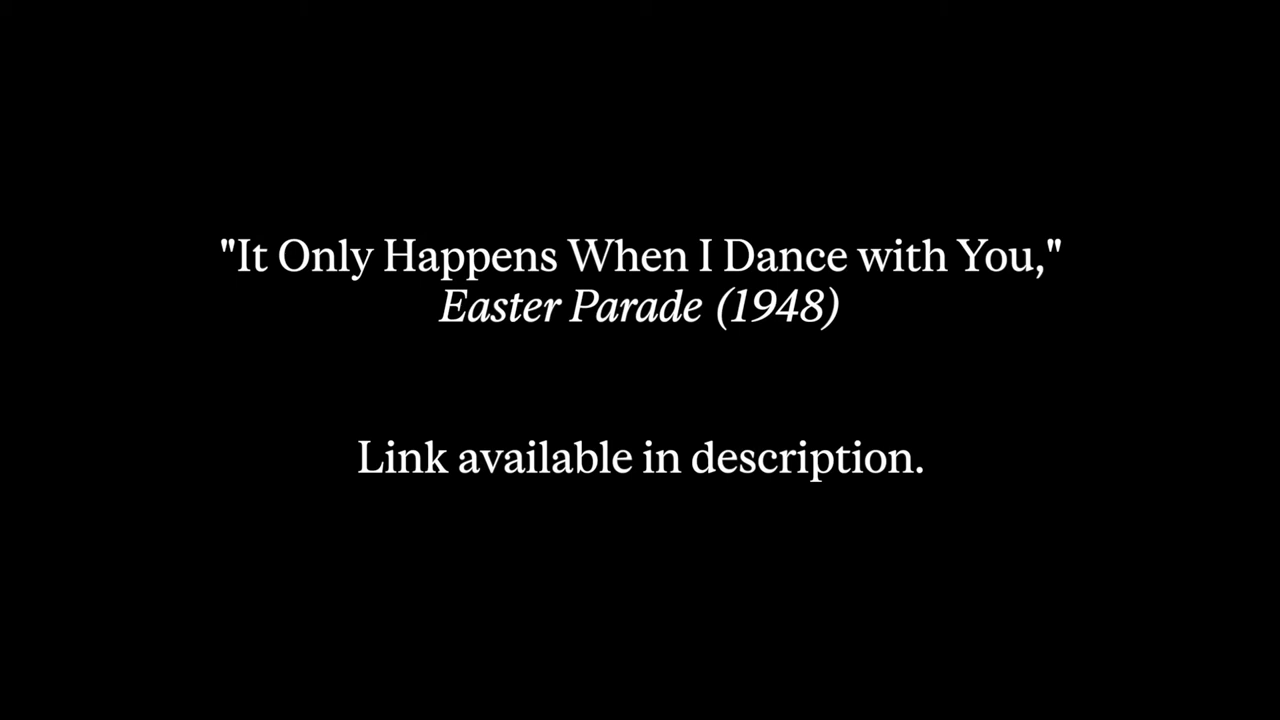 "It Only Happens When I Dance with You,"
Easter Parade (1948)
Link available in description.